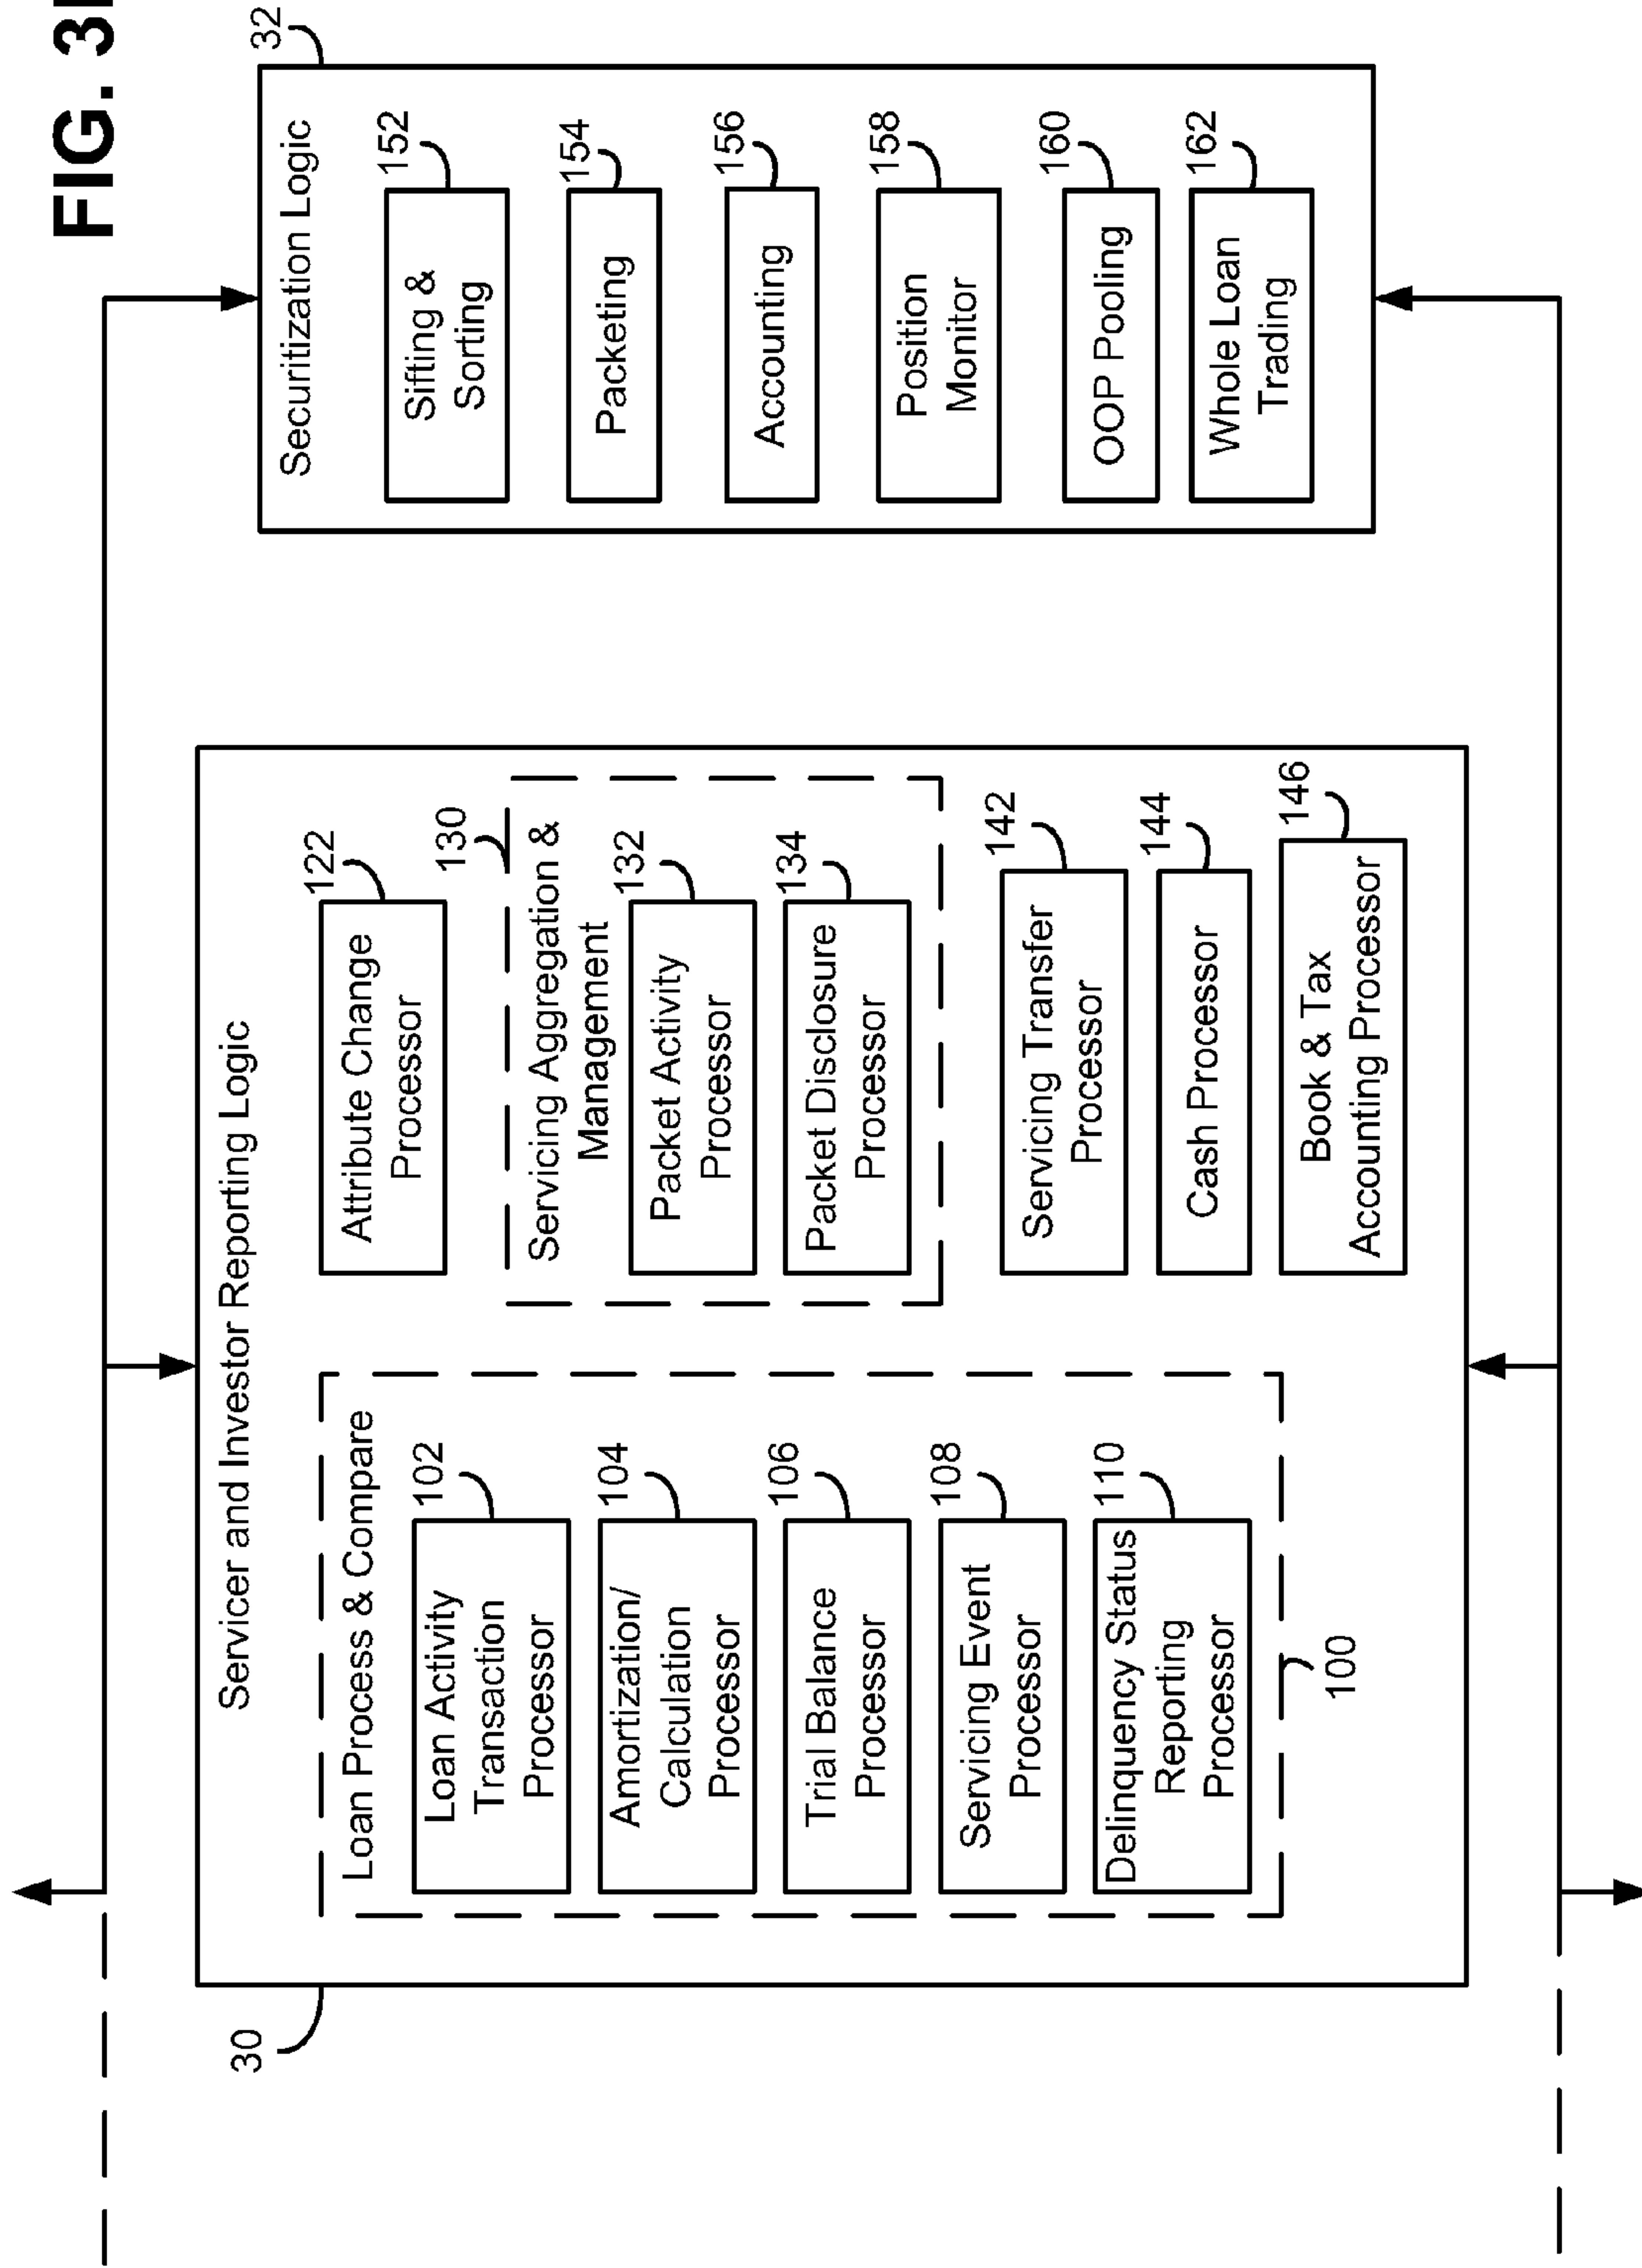 FIG. 3
30
Servicer and Investor Reporting Logic
Loan Process & Compare
102
Loan Activity
Transaction
Processor
104
Amortization/
Calculation
Processor
106
Trial Balance
Processor
108
Servicing Event
Processor
110
Delinquency Status
Reporting
Processor
100
122
Attribute Change
Processor
130
Servicing Aggregation &
Management
132
Packet Activity
Processor
134
Packet Disclosure
Processor
142
Servicing Transfer
Processor
144
Cash Processor
146
Book & Tax
Accounting Processor
32
Securitization Logic
152
Sifting &
Sorting
154
Packeting
156
Accounting
158
Position
Monitor
160
OOP Pooling
162
Whole Loan
Trading